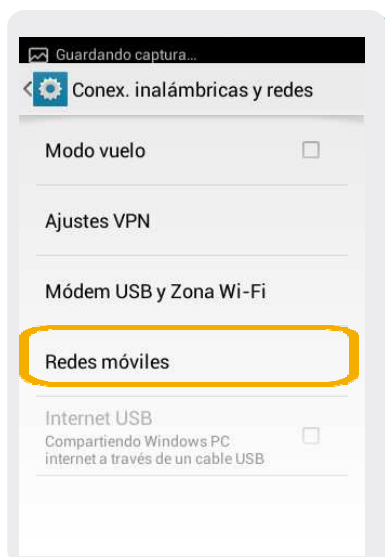 Guardando captura...
Conex. inalámbricas y redes
Modo vuelo
Ajustes VPN
Módem USB y Zona Wi-Fi
Redes móviles
Internet USB
Compartiendo Windows PC
internet a través de un cable USB